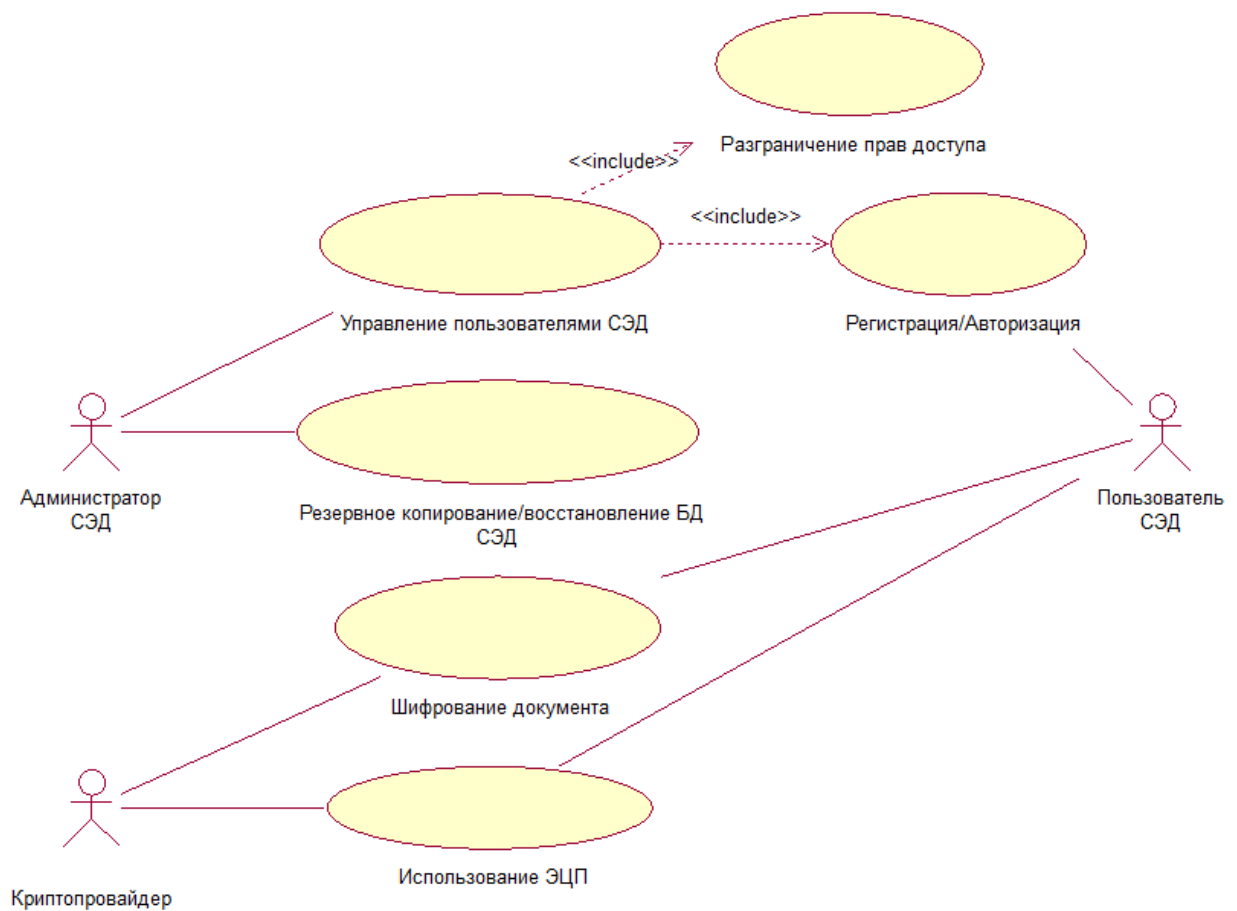 Разграничение прав доступа
<<include>>
<<include>>
Управление пользователями СЭД
Регистрация/Авторизация
Администратор
СЭД
Резервное копирование/восстановление БД
СЭД
Пользователь
СЭД
Шифрование документа
Использование ЭЦП
Криптопровайдер